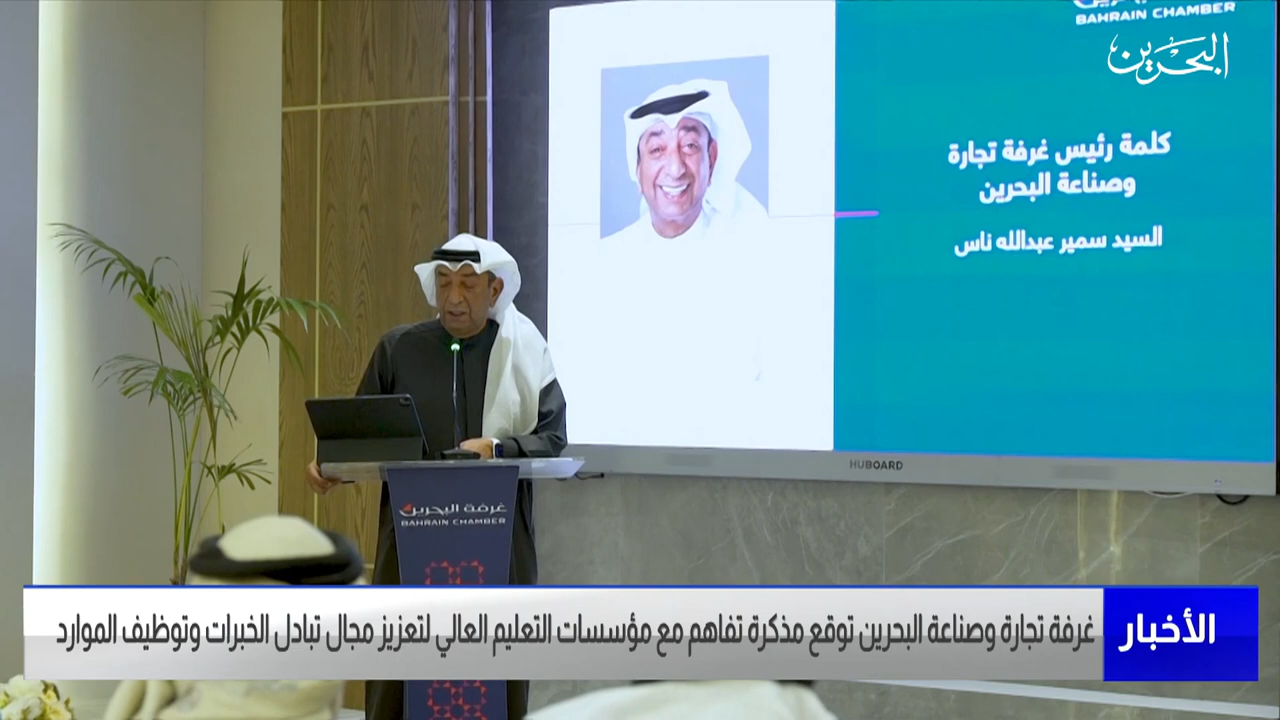 BAHRAIN CHAMBER
البحرين
كلمة رئيس غرفة تجارة
وصناعة البحرين
السيد سمير عبدالله ناس
HUBOARD
غرفة البحرين
BAHRAIN CHAMBER
الأخبار
غرفة تجارة وصناعة البحرين توقع مذكرة تفاهم مع مؤسسات التعليم العالي لتعزيز مجال تبادل الخبرات وتوظيف الموارد